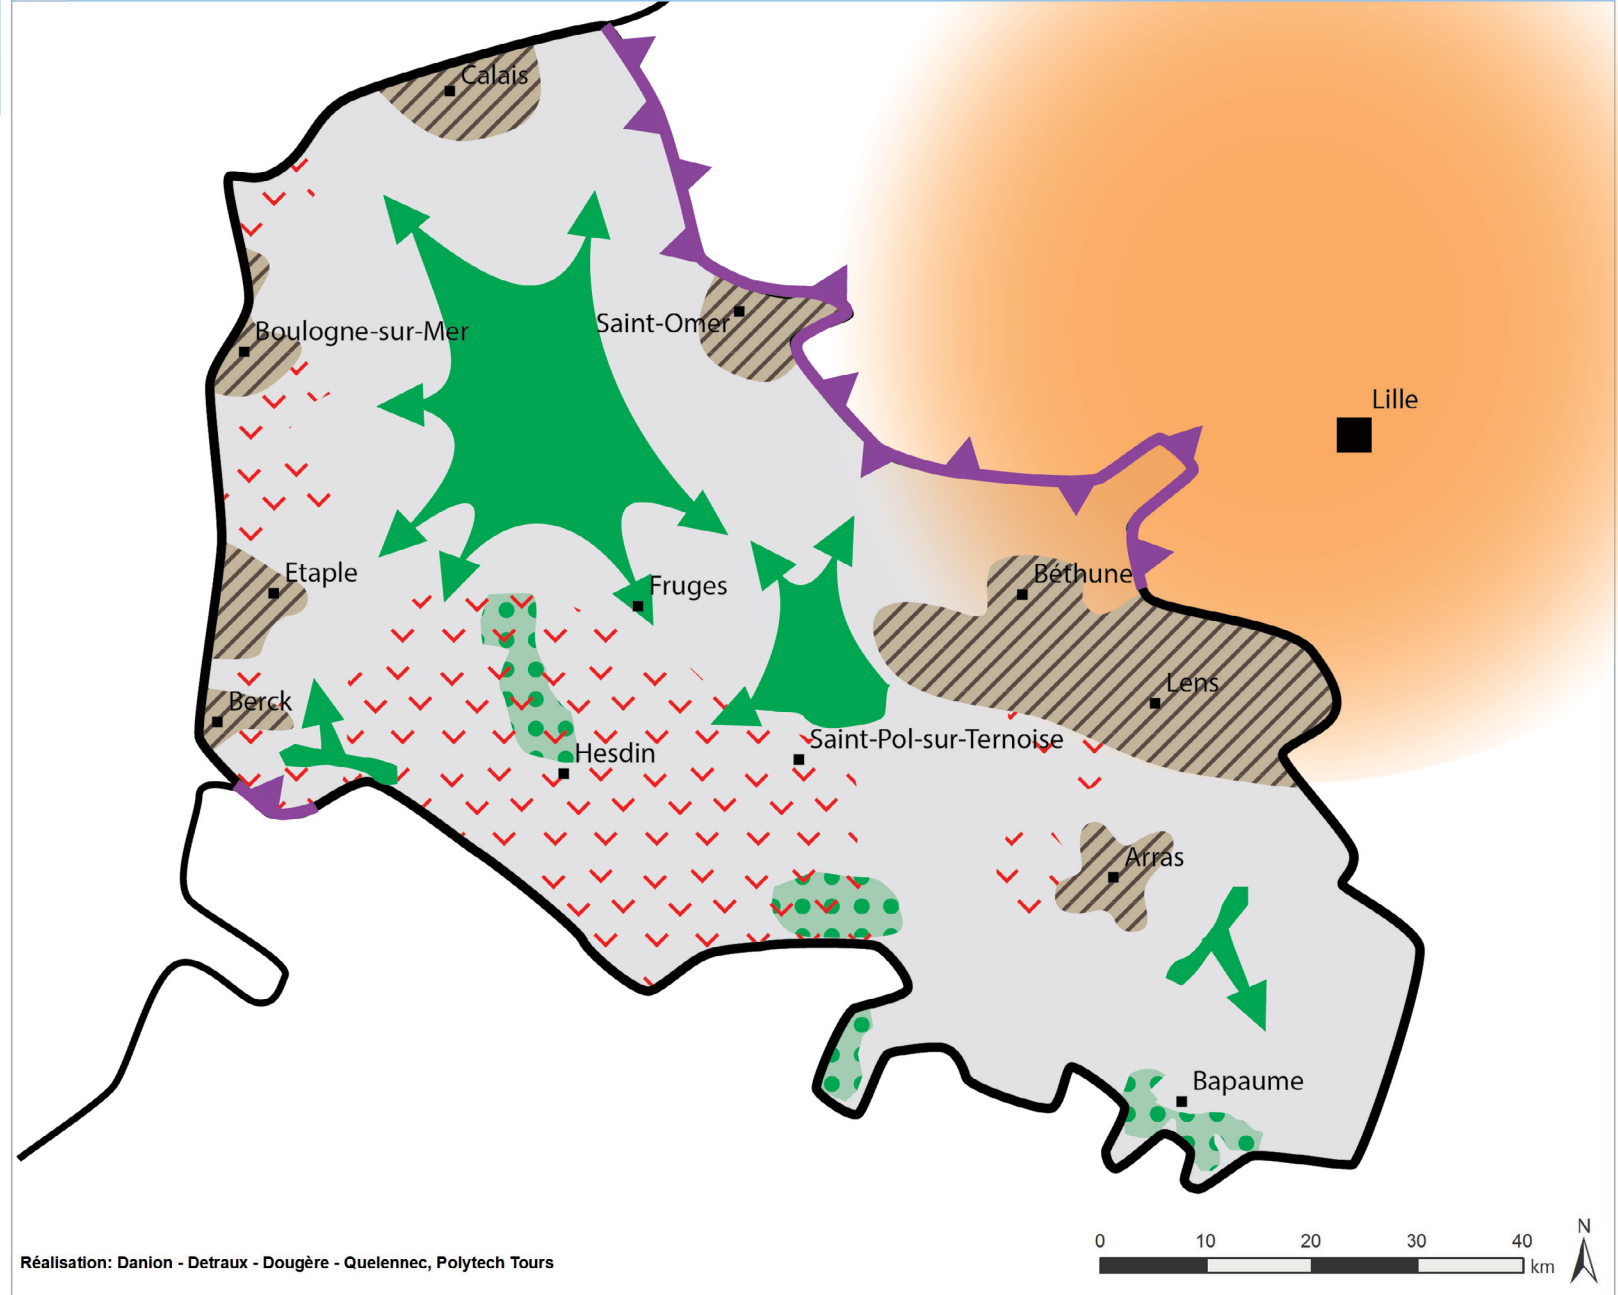 Calais
Boulogne-sur-Mer
Saint-Omer
Lille
Etaple
Fruges
Béthune
Berck
Lens
Hesdin
Saint-Pol-sur-Ternoise
Arras
Bapaume
N
0 10 20 30 40
km
Réalisation: Danion - Detraux - Dougère - Quelennec, Polytech Tours